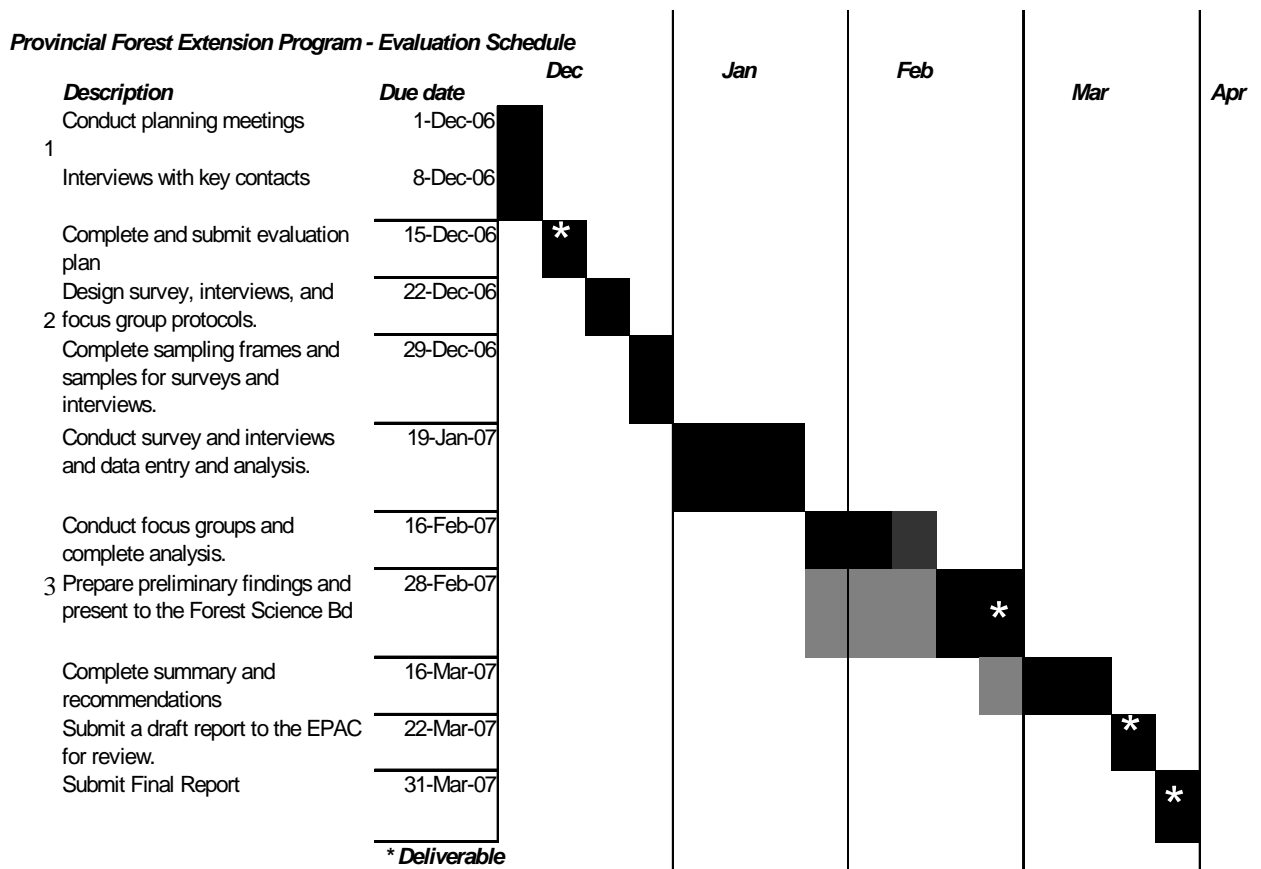 Provincial Forest Extension Program - Evaluation Schedule
Dec Jan Feb
Description Due date Mar Apr
Conduct planning meetings 1-Dec-06
1
Interviews with key contacts 8-Dec-06
Complete and submit evaluation 15-Dec-06 *
plan
Design survey, interviews, and 22-Dec-06
2 focus group protocols.
Complete sampling frames and 29-Dec-06
samples for surveys and
interviews.
Conduct survey and interviews 19-Jan-07
and data entry and analysis.
Conduct focus groups and 16-Feb-07
complete analysis.
3 Prepare preliminary findings and 28-Feb-07
present to the Forest Science Bd *
Complete summary and 16-Mar-07
recommendations
Submit a draft report to the EPAC 22-Mar-07 *
for review.
Submit Final Report 31-Mar-07 *
* Deliverable